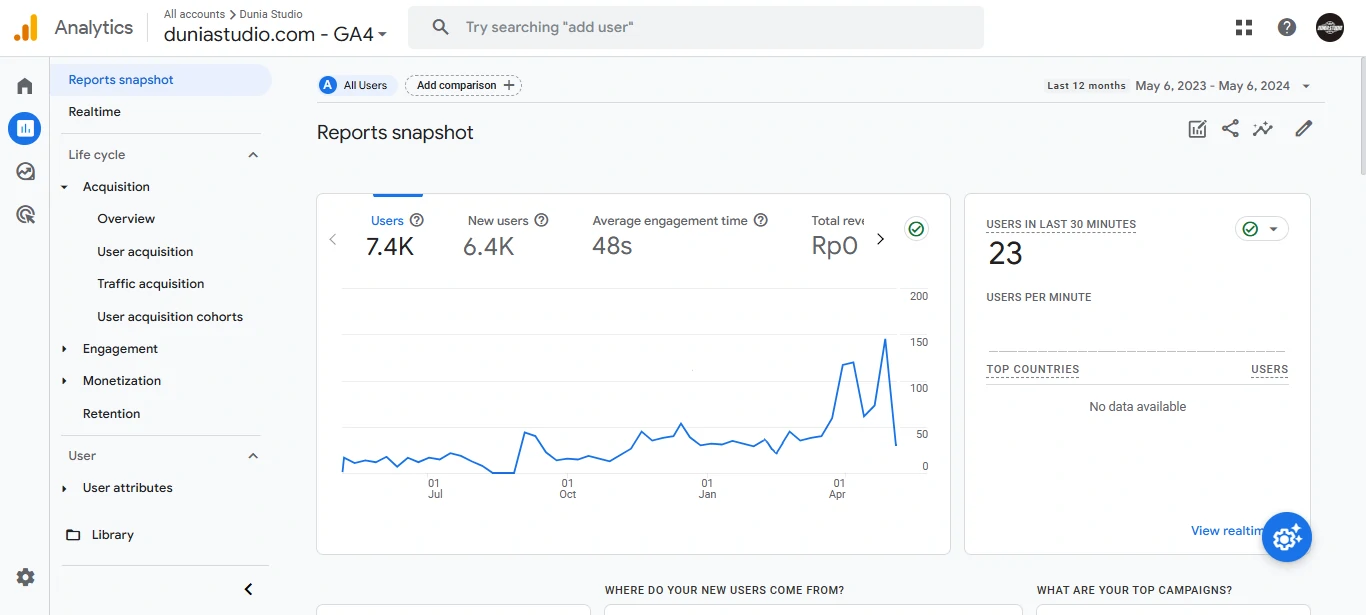 Analytics
All accounts > Dunia Studio
duniastudio.com - GA4
Try searching "add user"
Reports snapshot
Realtime
Life cycle
Acquisition
Overview
User acquisition
Traffic acquisition
User acquisition cohorts
Engagement
Monetization
Retention
User
User attributes
Library
A All Users
Add comparison +
Last 12 months May 6, 2023 - May 6, 2024
Reports snapshot
Users
7.4K
New users
6.4K
Average engagement time
48s
Total reve
Rp0
200
150
100
50
0
01 Jul
01 Oct
01 Jan
01 Apr
USERS IN LAST 30 MINUTES
23
USERS PER MINUTE
TOP COUNTRIES USERS
No data available
View realtim
WHERE DO YOUR NEW USERS COME FROM?
WHAT ARE YOUR TOP CAMPAIGNS?